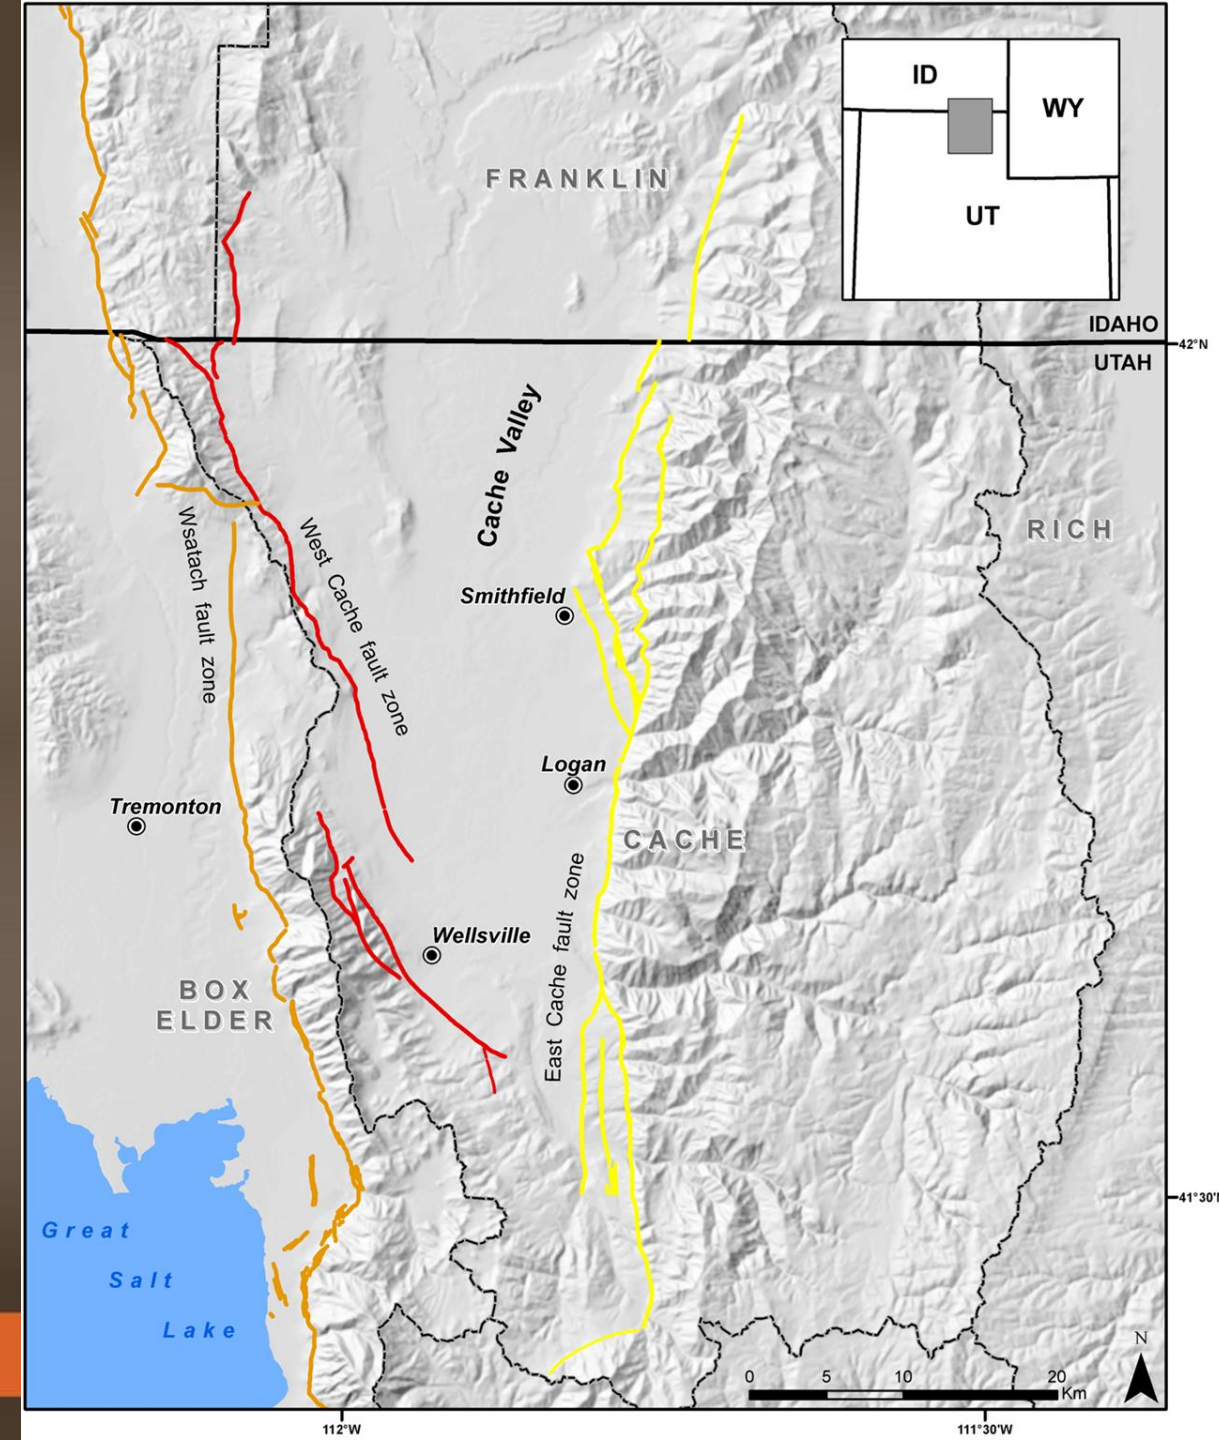 ID
WY
UT
FRANKLIN
IDAHO
UTAH
42°N
Cache Valley
RICH
Wsatach fault zone
West Cache fault zone
Smithfield
Logan
Tremonton
CACHE
East Cache fault zone
Wellsville
BOX
ELDER
41°30'N
Great
Salt
Lake
N
0 5 10 20
Km
112°W
111°30'W